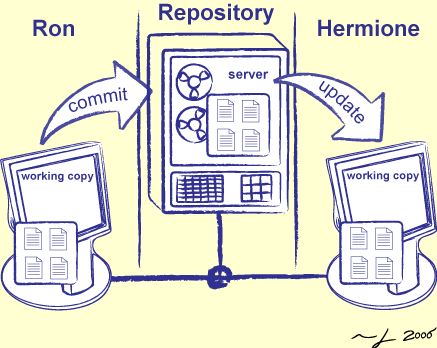 Ron
Repository
Hermione
commit
server
update
working copy
working copy
2006